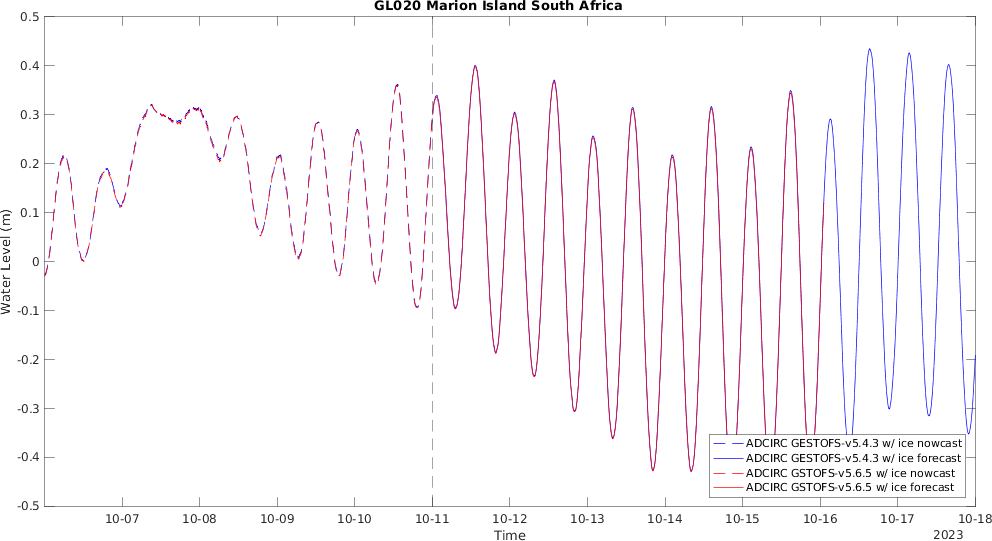 GL020 Marion Island South Africa
0.5
0.4
0.3
0.2
0.1
0
-0.1
-0.2
-0.3
-0.4
-0.5
Water Level (m)
ADCIRC GESTOFS-v5.4.3 w/ ice nowcast
ADCIRC GESTOFS-v5.4.3 w/ ice forecast
ADCIRC GSTOFS-v5.6.5 w/ ice nowcast
ADCIRC GSTOFS-v5.6.5 w/ ice forecast
10-07 10-08 10-09 10-10 10-11 10-12 10-13 10-14 10-15 10-16 10-17 10-18
Time
2023